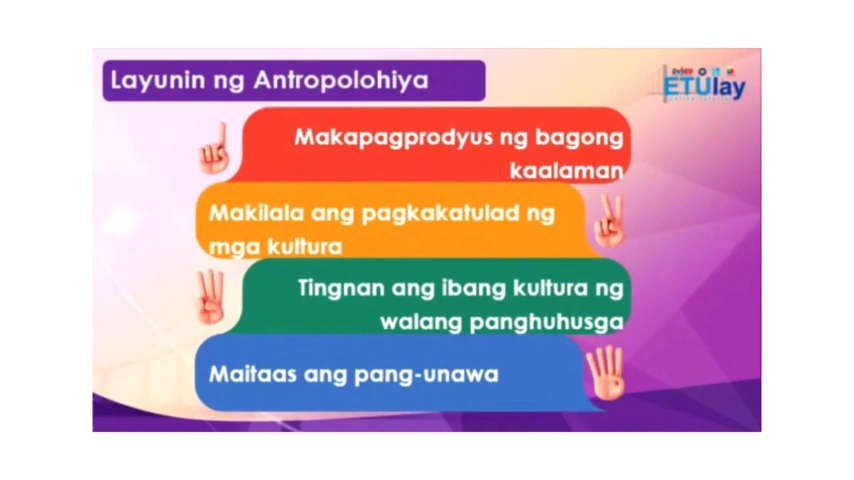 Layunin ng Antropolohiya
ETUlay
Makapagprodyus ng bagong
kaalaman
Makilala ang pagkakatulad ng
mga kultura
Tingnan ang ibang kultura ng
walang panghuhusga
Maitaas ang pang-unawa